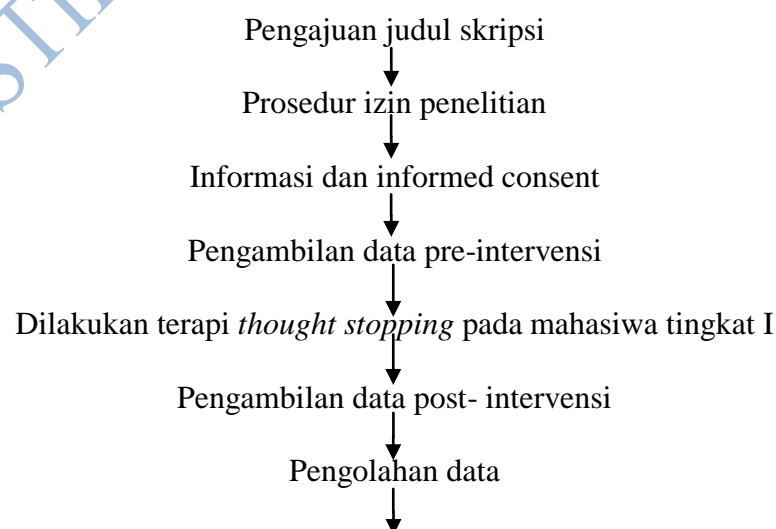 Pengajuan judul skripsi
Prosedur izin penelitian
Informasi dan informed consent
Pengambilan data pre-intervensi
Dilakukan terapi thought stopping pada mahasiwa tingkat I
Pengambilan data post- intervensi
Pengolahan data